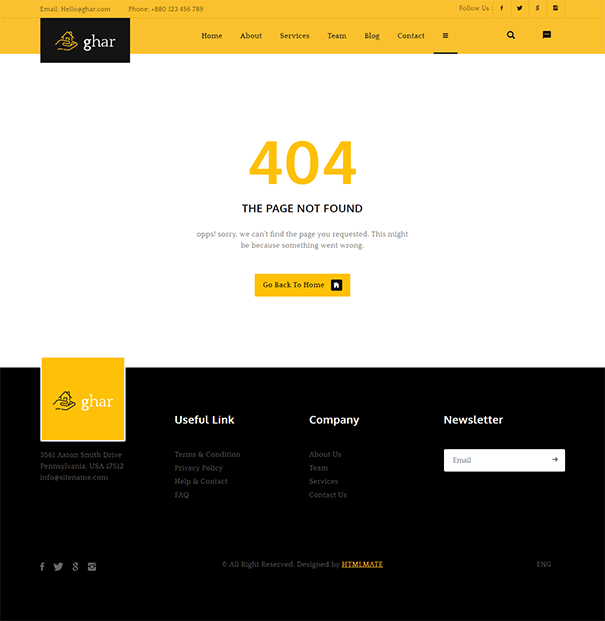 Email: Hello@ghar.com Phone: +880 123 456 789 Follow Us :
ghar Home About Services Team Blog Contact
404
THE PAGE NOT FOUND
opps! sorry, we can't find the page you requested. This might
be because something went wrong.
Go Back To Home
ghar
Useful Link Company Newsletter
Terms & Condition About Us Email
3561 Aaron Smith Drive
Pennsylvania, USA 17512 Privacy Policy Team
info@sitename.com Help & Contact Services
FAQ Contact Us
© All Right Reserved. Designed by HTMLMATE ENG